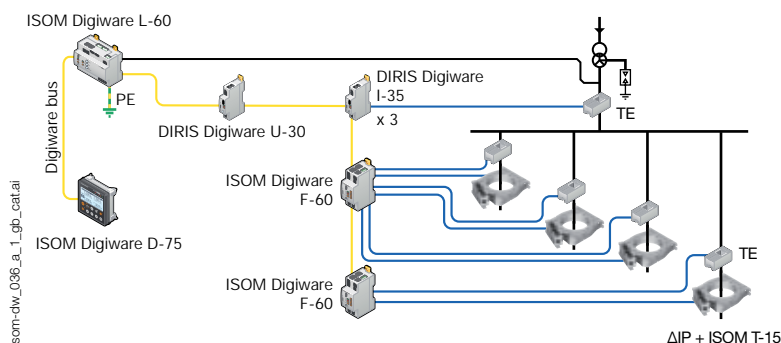 ISOM Digiware L-60
PE
Digiware bus
DIRIS Digiware U-30
DIRIS Digiware
I-35
x 3
TE
ISOM Digiware
F-60
ISOM Digiware D-75
TE
ISOM Digiware
F-60
ΔIP + ISOM T-15
som-dw_036_a_1_gb_cat.ai